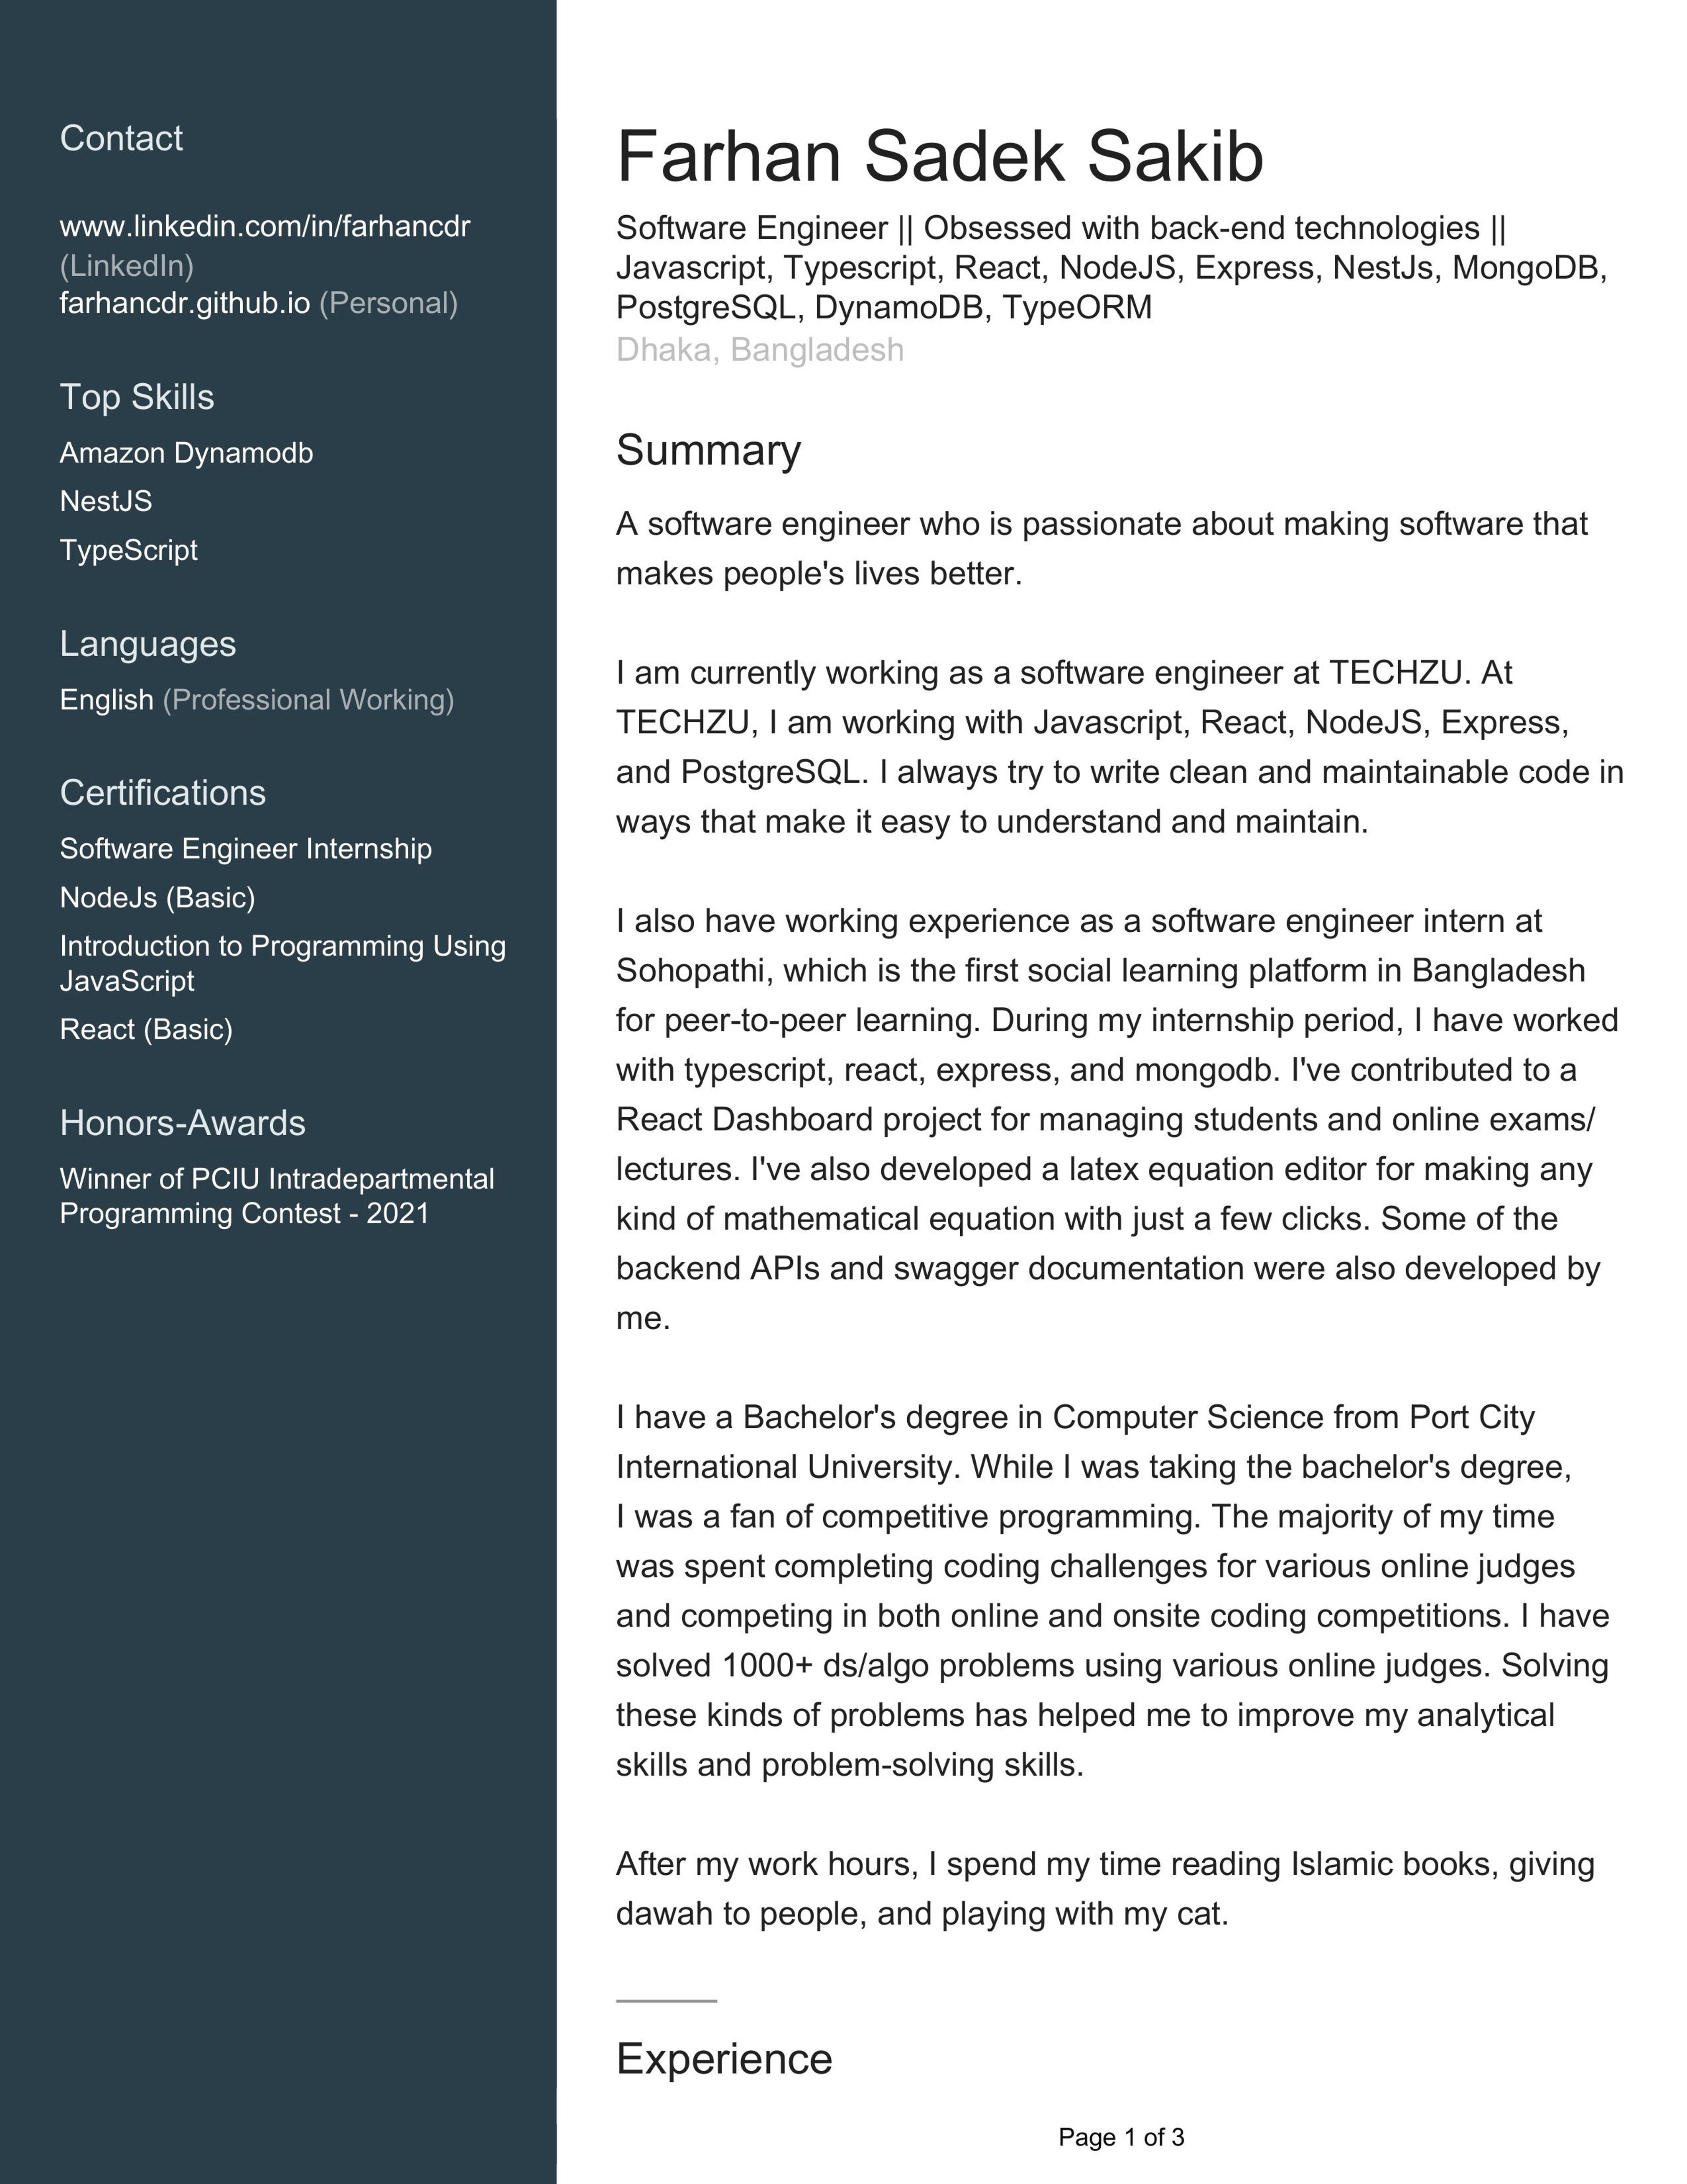 Contact
www.linkedin.com/in/farhancdr
(LinkedIn)
farhancdr.github.io (Personal)
Top Skills
Amazon Dynamodb
NestJS
TypeScript
Languages
English (Professional Working)
Certifications
Software Engineer Internship
NodeJs (Basic)
Introduction to Programming Using
JavaScript
React (Basic)
Honors-Awards
Winner of PCIU Intradepartmental
Programming Contest - 2021
Farhan Sadek Sakib
Software Engineer || Obsessed with back-end technologies ||
Javascript, Typescript, React, NodeJS, Express, NestJs, MongoDB,
PostgreSQL, DynamoDB, TypeORM
Dhaka, Bangladesh
Summary
A software engineer who is passionate about making software that
makes people's lives better.
I am currently working as a software engineer at TECHZU. At
TECHZU, I am working with Javascript, React, NodeJS, Express,
and PostgreSQL. I always try to write clean and maintainable code in
ways that make it easy to understand and maintain.
I also have working experience as a software engineer intern at
Sohopathi, which is the first social learning platform in Bangladesh
for peer-to-peer learning. During my internship period, I have worked
with typescript, react, express, and mongodb. I've contributed to a
React Dashboard project for managing students and online exams/
lectures. I've also developed a latex equation editor for making any
kind of mathematical equation with just a few clicks. Some of the
backend APIs and swagger documentation were also developed by
me.
I have a Bachelor's degree in Computer Science from Port City
International University. While I was taking the bachelor's degree,
I was a fan of competitive programming. The majority of my time
was spent completing coding challenges for various online judges
and competing in both online and onsite coding competitions. I have
solved 1000+ ds/algo problems using various online judges. Solving
these kinds of problems has helped me to improve my analytical
skills and problem-solving skills.
After my work hours, I spend my time reading Islamic books, giving
dawah to people, and playing with my cat.
Experience
Page 1 of 3